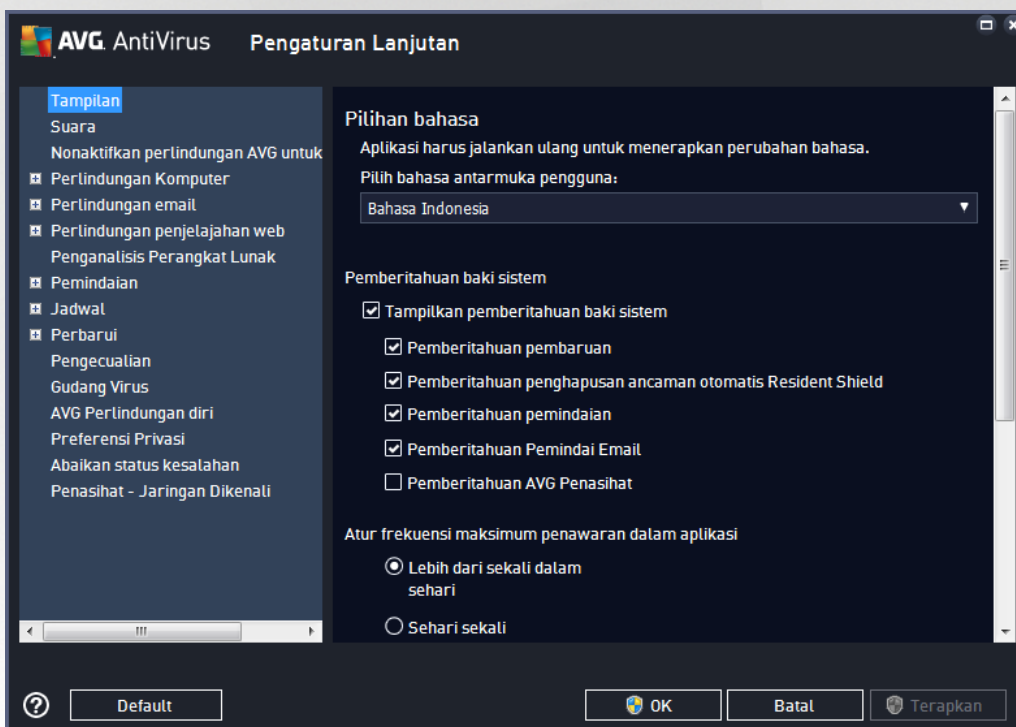 AVG. AntiVirus Pengaturan Lanjutan
Tampilan
Suara
Nonaktifkan perlindungan AVG untuk
Perlindungan Komputer
Perlindungan email
Perlindungan penjelajahan web
Penganalisis Perangkat Lunak
Pemindaian
Jadwal
Perbarui
Pengecualian
Gudang Virus
AVG Perlindungan diri
Preferensi Privasi
Abaikan status kesalahan
Penasihat - Jaringan Dikenali
Pilihan bahasa
Aplikasi harus jalankan ulang untuk menerapkan perubahan bahasa.
Pilih bahasa antarmuka pengguna:
Bahasa Indonesia
Pemberitahuan baki sistem
Tampilkan pemberitahuan baki sistem
Pemberitahuan pembaruan
Pemberitahuan penghapusan ancaman otomatis Resident Shield
Pemberitahuan pemindaian
Pemberitahuan Pemindai Email
Pemberitahuan AVG Penasihat
Atur frekuensi maksimum penawaran dalam aplikasi
Lebih dari sekali dalam
sehari
Sehari sekali
? Default OK Batal Terapkan